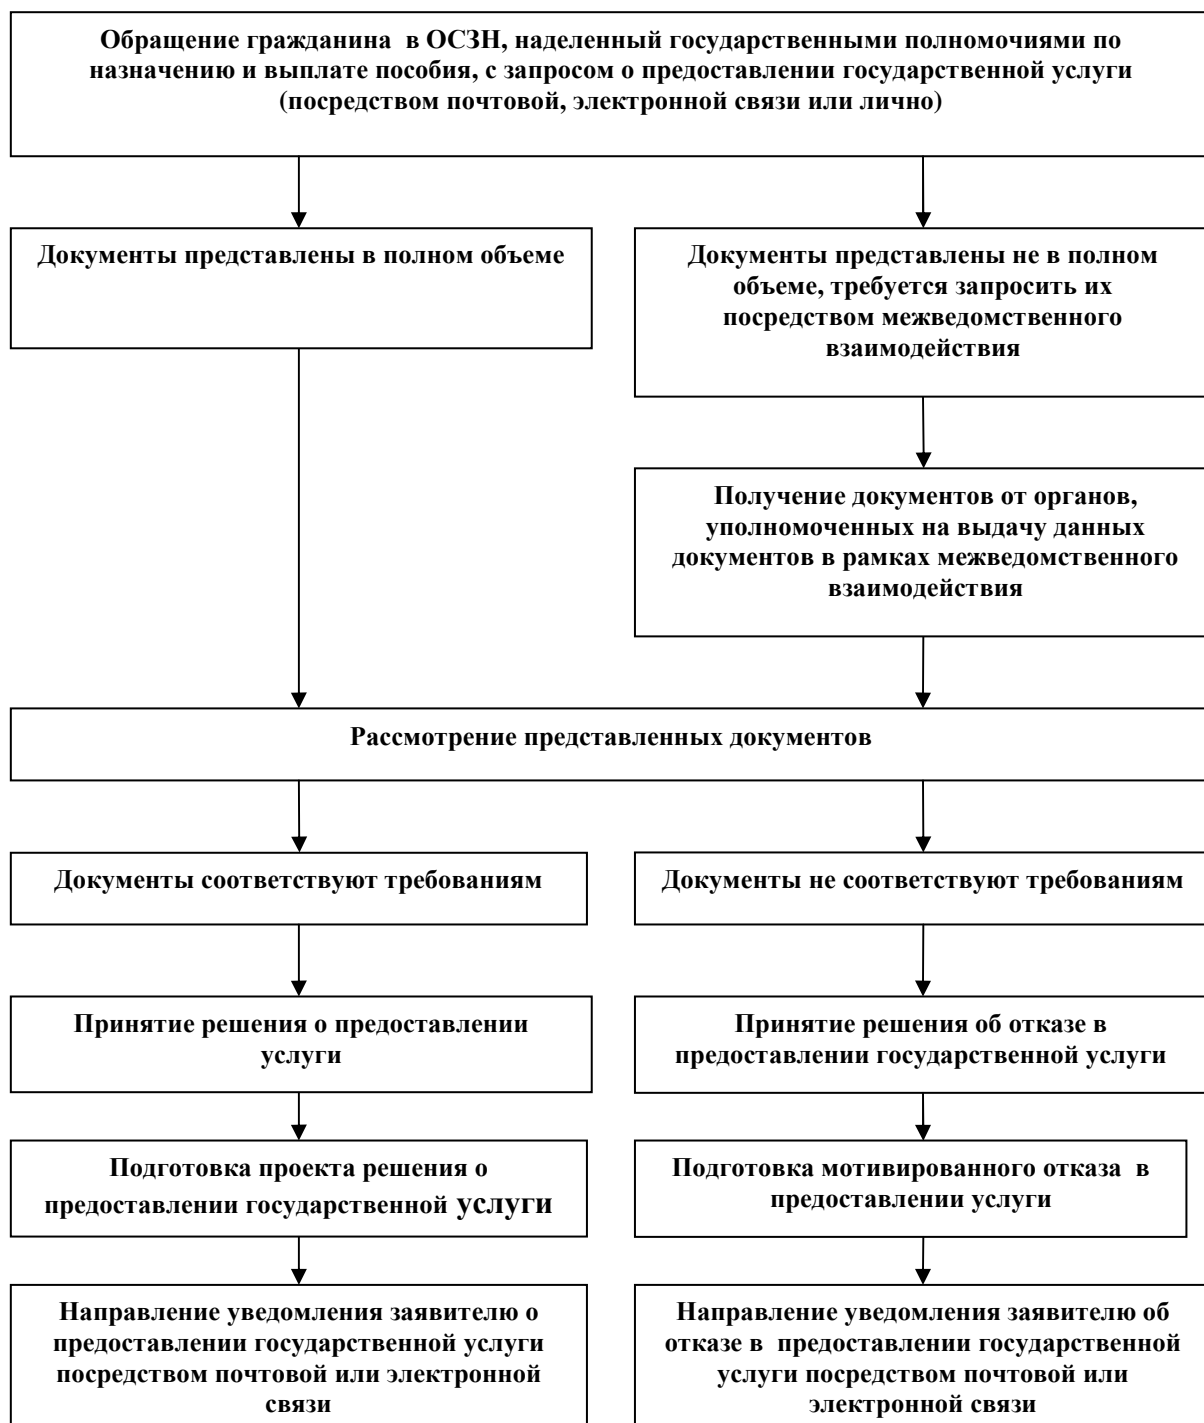 Обращение гражданина  в ОСЗН, наделенный государственными полномочиями по
назначению и выплате пособия, с запросом о предоставлении государственной услуги
(посредством почтовой, электронной связи или лично)
Документы представлены в полном объеме
Документы представлены не в полном
объеме, требуется запросить их
посредством межведомственного
взаимодействия
Получение документов от органов,
уполномоченных на выдачу данных
документов в рамках межведомственного
взаимодействия
Рассмотрение представленных документов
Документы соответствуют требованиям
Документы не соответствуют требованиям
Принятие решения о предоставлении
услуги
Принятие решения об отказе в
предоставлении государственной услуги
Подготовка проекта решения о
предоставлении государственной услуги
Подготовка мотивированного отказа  в
предоставлении услуги
Направление уведомления заявителю о
предоставлении государственной услуги
посредством почтовой или электронной
связи
Направление уведомления заявителю об
отказе в  предоставлении государственной
услуги посредством почтовой или
электронной связи